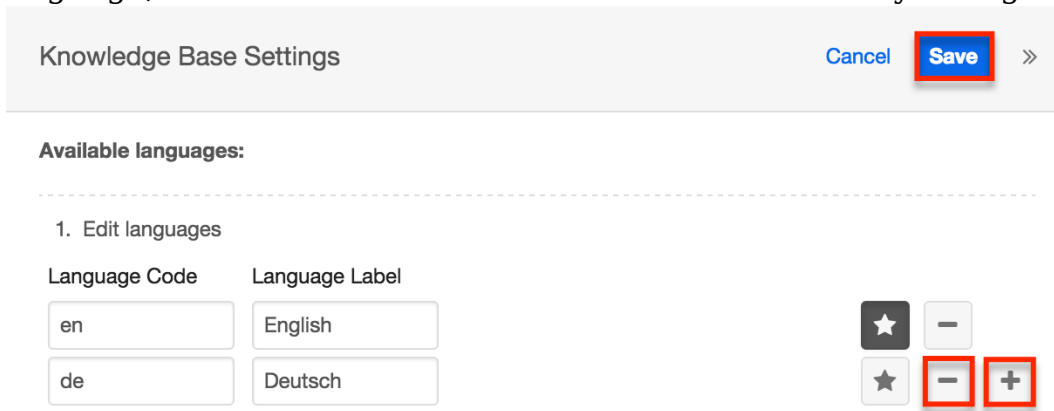 Knowledge Base Settings Cancel Save »
Available languages:
1. Edit languages
Language Code Language Label
en English
de Deutsch